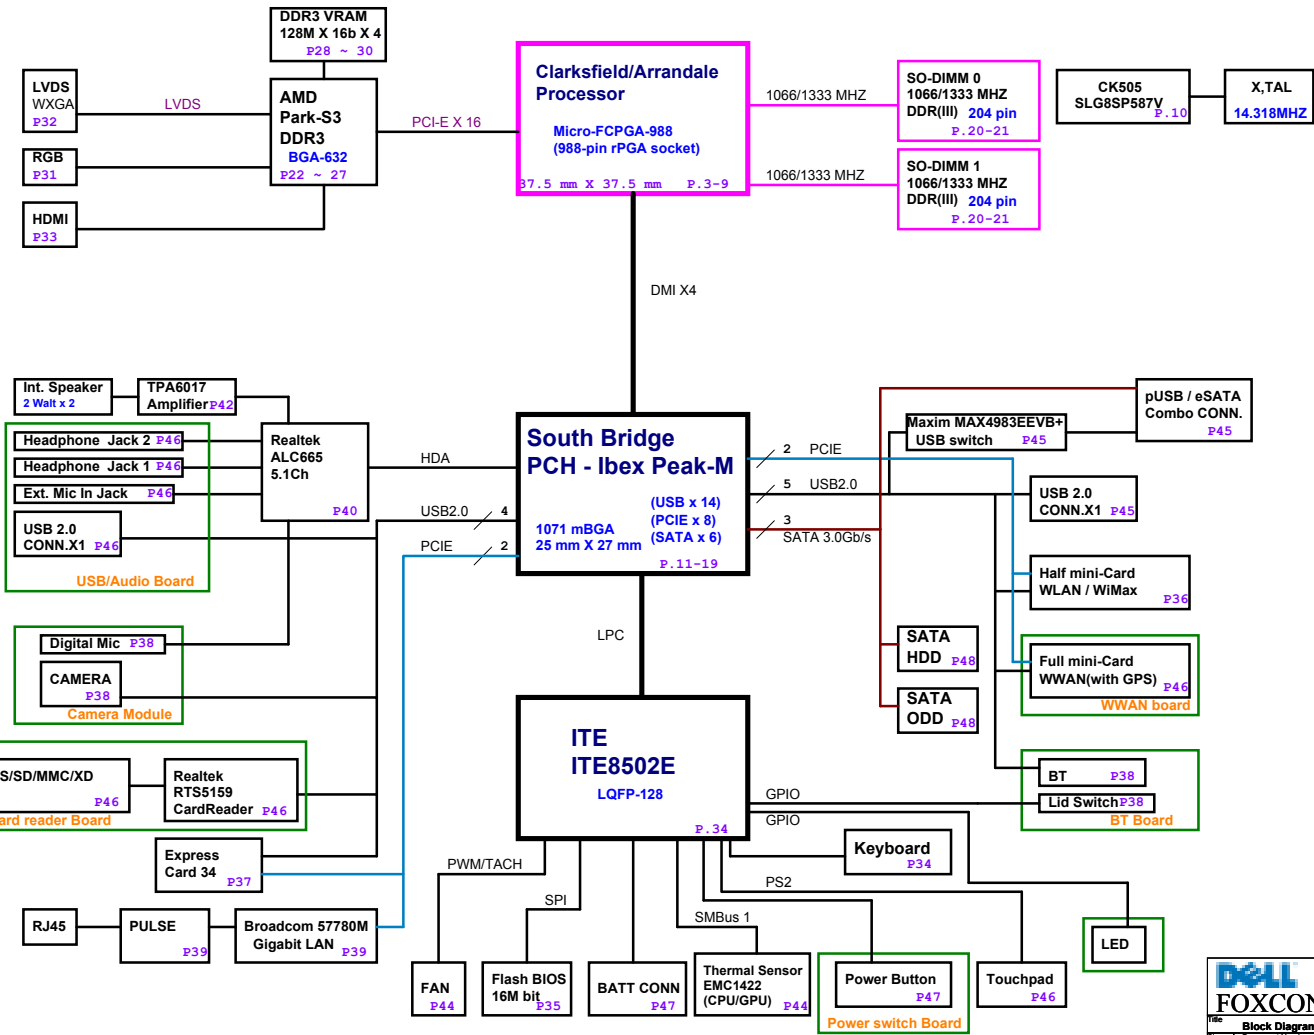 DDR3 VRAM
128M X 16b X 4
P28 ~ 30
LVDS
WXGA
P32
LVDS
RGB
P31
HDMI
P33
AMD
Park-S3
DDR3
BGA-632
P22 ~ 27
PCI-E X 16
Clarksfield/Arrandale
Processor
Micro-FCPGA-988
(988-pin rPGA socket)
37.5 mm X 37.5 mm P.3-9
1066/1333 MHZ
1066/1333 MHZ
SO-DIMM 0
1066/1333 MHZ
DDR(III) 204 pin
P.20-21
SO-DIMM 1
1066/1333 MHZ
DDR(III) 204 pin
P.20-21
CK505
SLG8SP587V
P.10
X,TAL
14.318MHZ
DMI X4
Int. Speaker
2 Walt x 2
TPA6017
Amplifier P42
Headphone Jack 2 P46
Headphone Jack 1 P46
Ext. Mic In Jack P46
USB 2.0
CONN.X1 P46
USB/Audio Board
Realtek
ALC665
5.1Ch
P40
HDA
USB2.0 4
PCIE 2
South Bridge
PCH - Ibex Peak-M
(USB x 14)
(PCIE x 8)
(SATA x 6)
1071 mBGA
25 mm X 27 mm
P.11-19
2 PCIE
5 USB2.0
3
SATA 3.0Gb/s
Maxim MAX4983EEVB+
USB switch P45
pUSB / eSATA
Combo CONN.
P45
USB 2.0
CONN.X1 P45
Half mini-Card
WLAN / WiMax
P36
Full mini-Card
WWAN(with GPS) P46
WWAN board
SATA
HDD P48
SATA
ODD P48
BT P38
Lid Switch P38
BT Board
LPC
Digital Mic P38
CAMERA
P38
Camera Module
S/SD/MMC/XD
P46
Realtek
RTS5159
CardReader P46
ard reader Board
Express
Card 34
P37
RJ45
PULSE
P39
Broadcom 57780M
Gigabit LAN
P39
ITE
ITE8502E
LQFP-128
P.34
GPIO
GPIO
PWM/TACH
SPI
SMBus 1
PS2
Keyboard
P34
FAN
P44
Flash BIOS
16M bit
P35
BATT CONN
P47
Thermal Sensor
EMC1422
(CPU/GPU) P44
Power Button
P47
Power switch Board
Touchpad
P46
LED
DELL
FOXCON
Title
Block Diagram